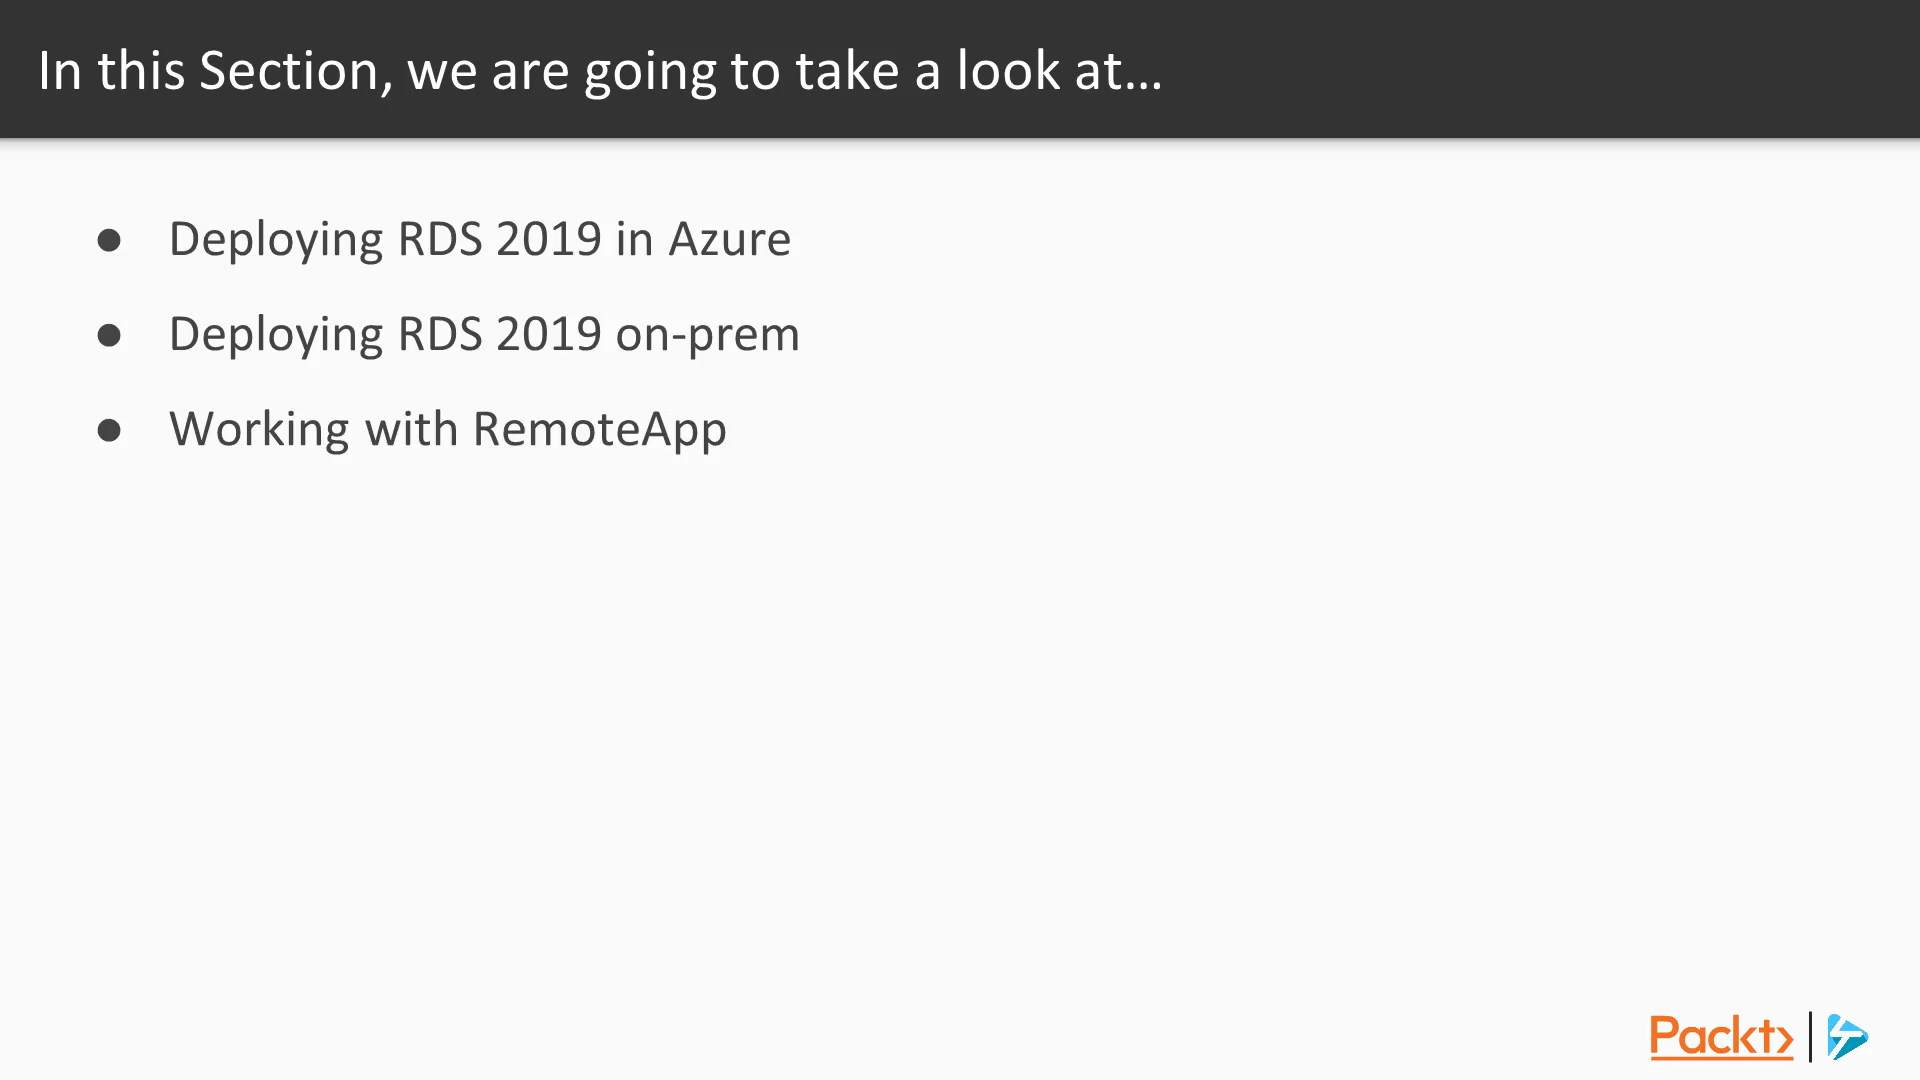 In this Section, we are going to take a look at...
● Deploying RDS 2019 in Azure
● Deploying RDS 2019 on-prem
● Working with RemoteApp
Packt>